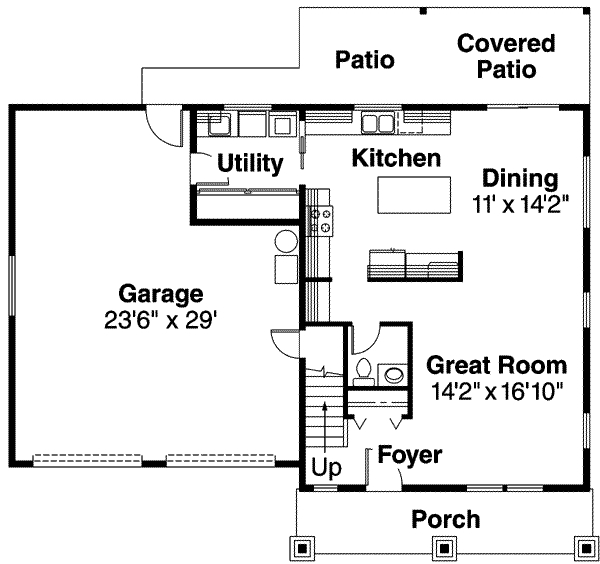 Patio
Covered
Patio
Utility
Kitchen
Dining
11' x 14'2"
Garage
23'6" x 29'
Great Room
14'2" x 16'10"
Up
Foyer
Porch